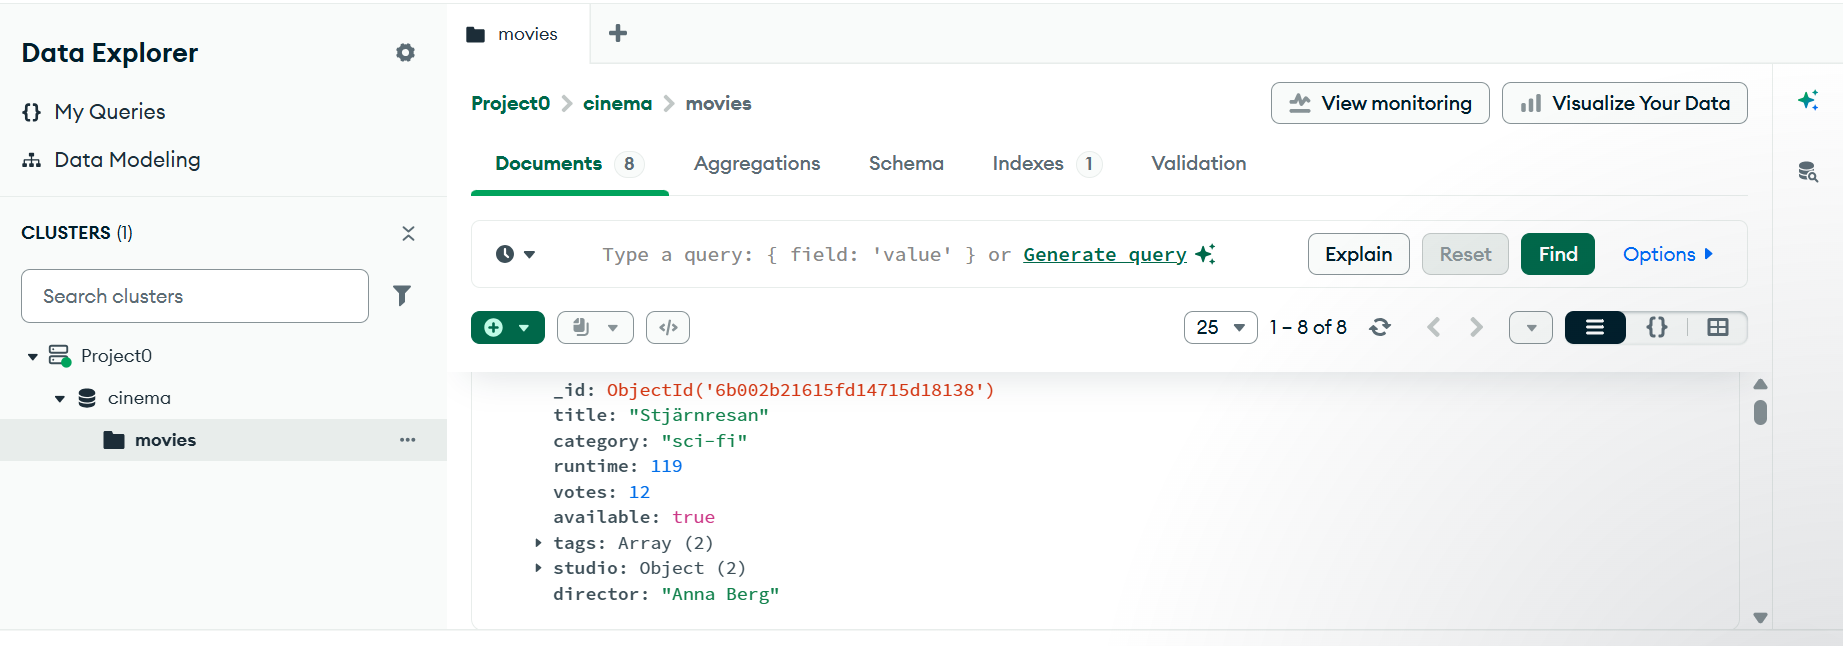 Data Explorer
My Queries
Data Modeling
CLUSTERS (1)
Search clusters
Project0
cinema
movies
movies
Project0 > cinema > movies
View monitoring
Visualize Your Data
Documents 8
Aggregations
Schema
Indexes 1
Validation
Type a query: { field: 'value' } or Generate query
Explain
Reset
Find
Options
25
1 – 8 of 8
_id: ObjectId('6b002b21615fd14715d18138')
title: "Stjärnresan"
category: "sci-fi"
runtime: 119
votes: 12
available: true
tags: Array (2)
studio: Object (2)
director: "Anna Berg"